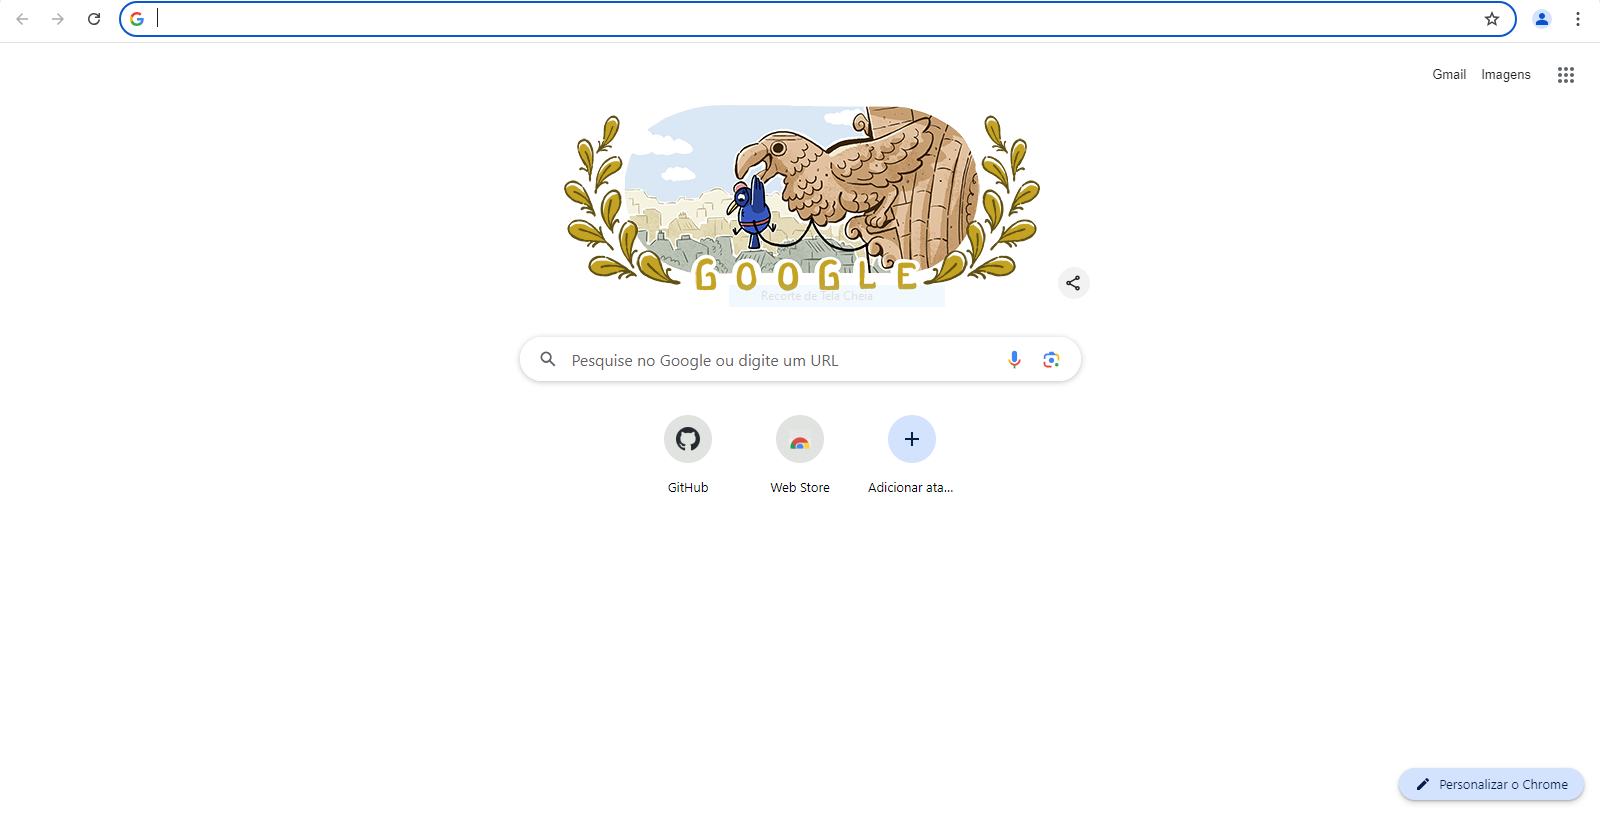 Gmail Imagens
GOOGLE
Recorte de Tela Cheia
Pesquise no Google ou digite um URL
GitHub Web Store Adicionar ata...
Personalizar o Chrome